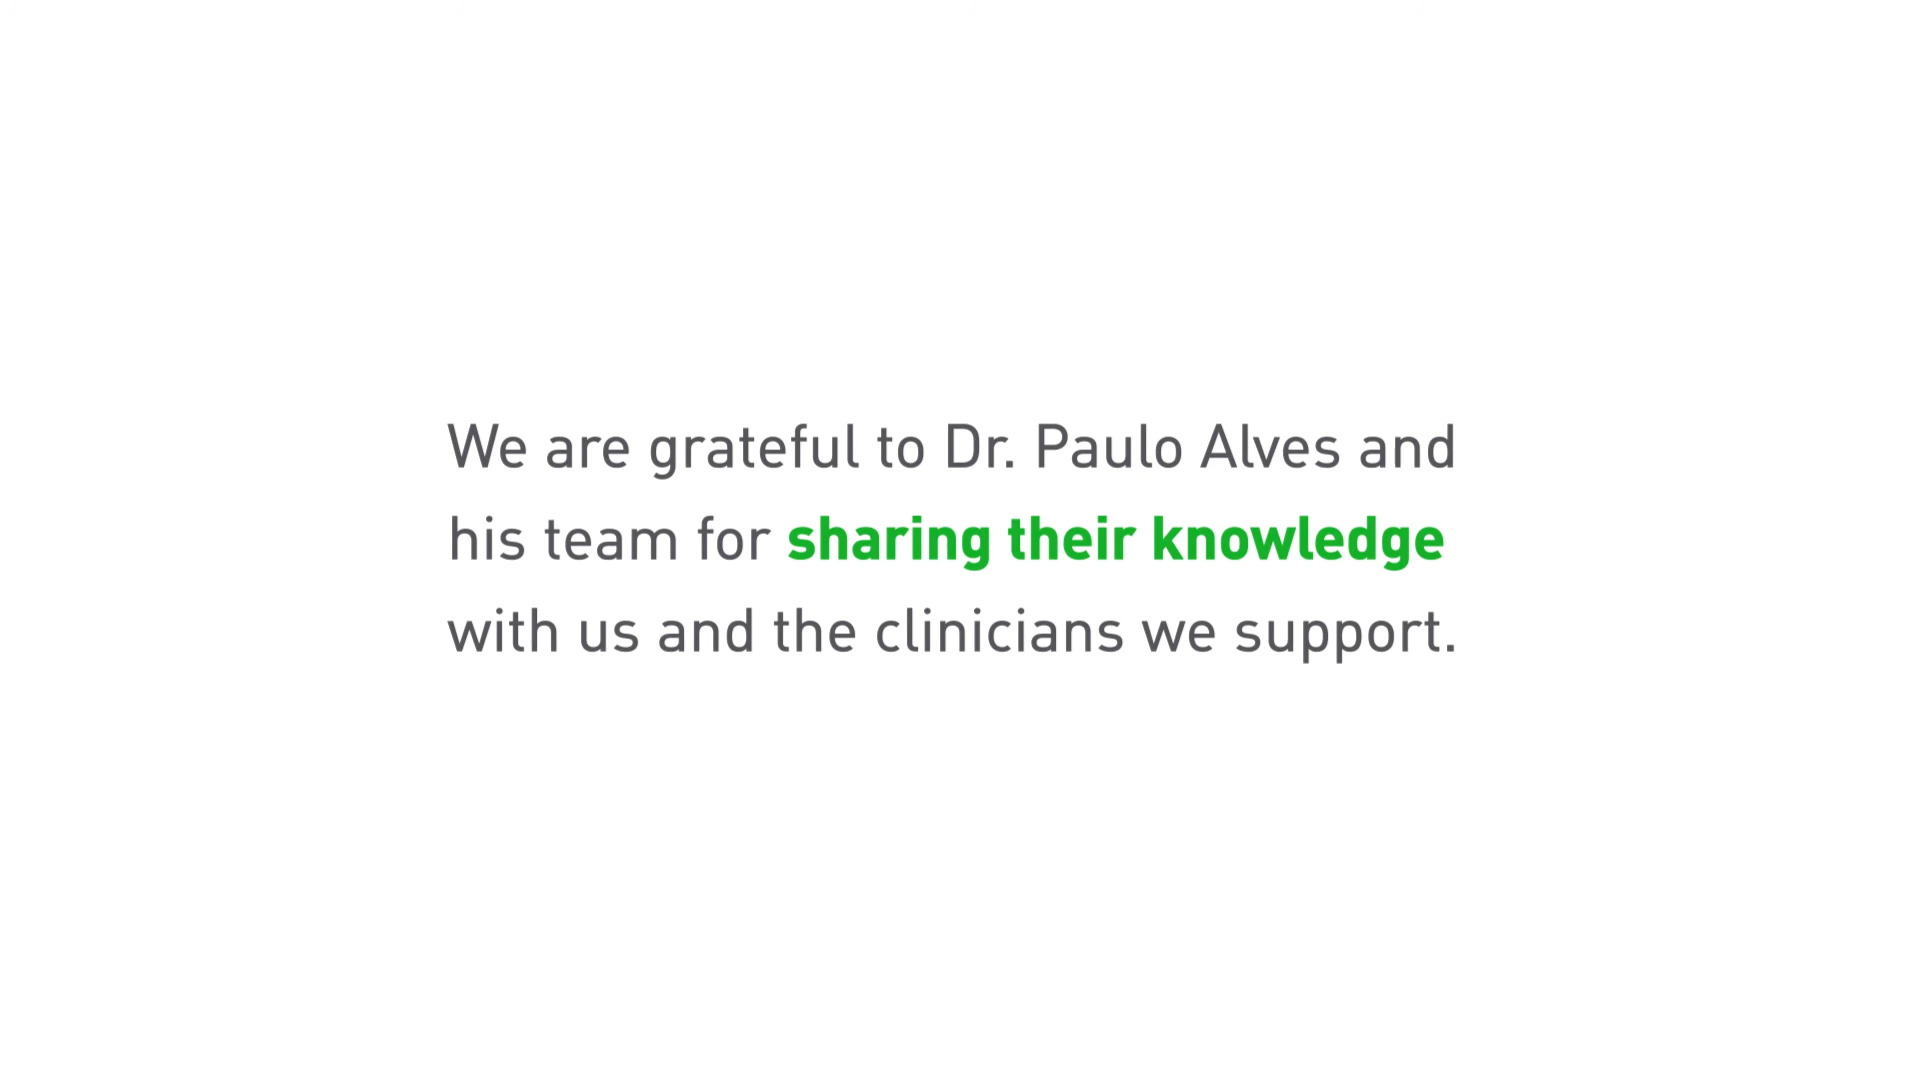 We are grateful to Dr. Paulo Alves and
his team for sharing their knowledge
with us and the clinicians we support.